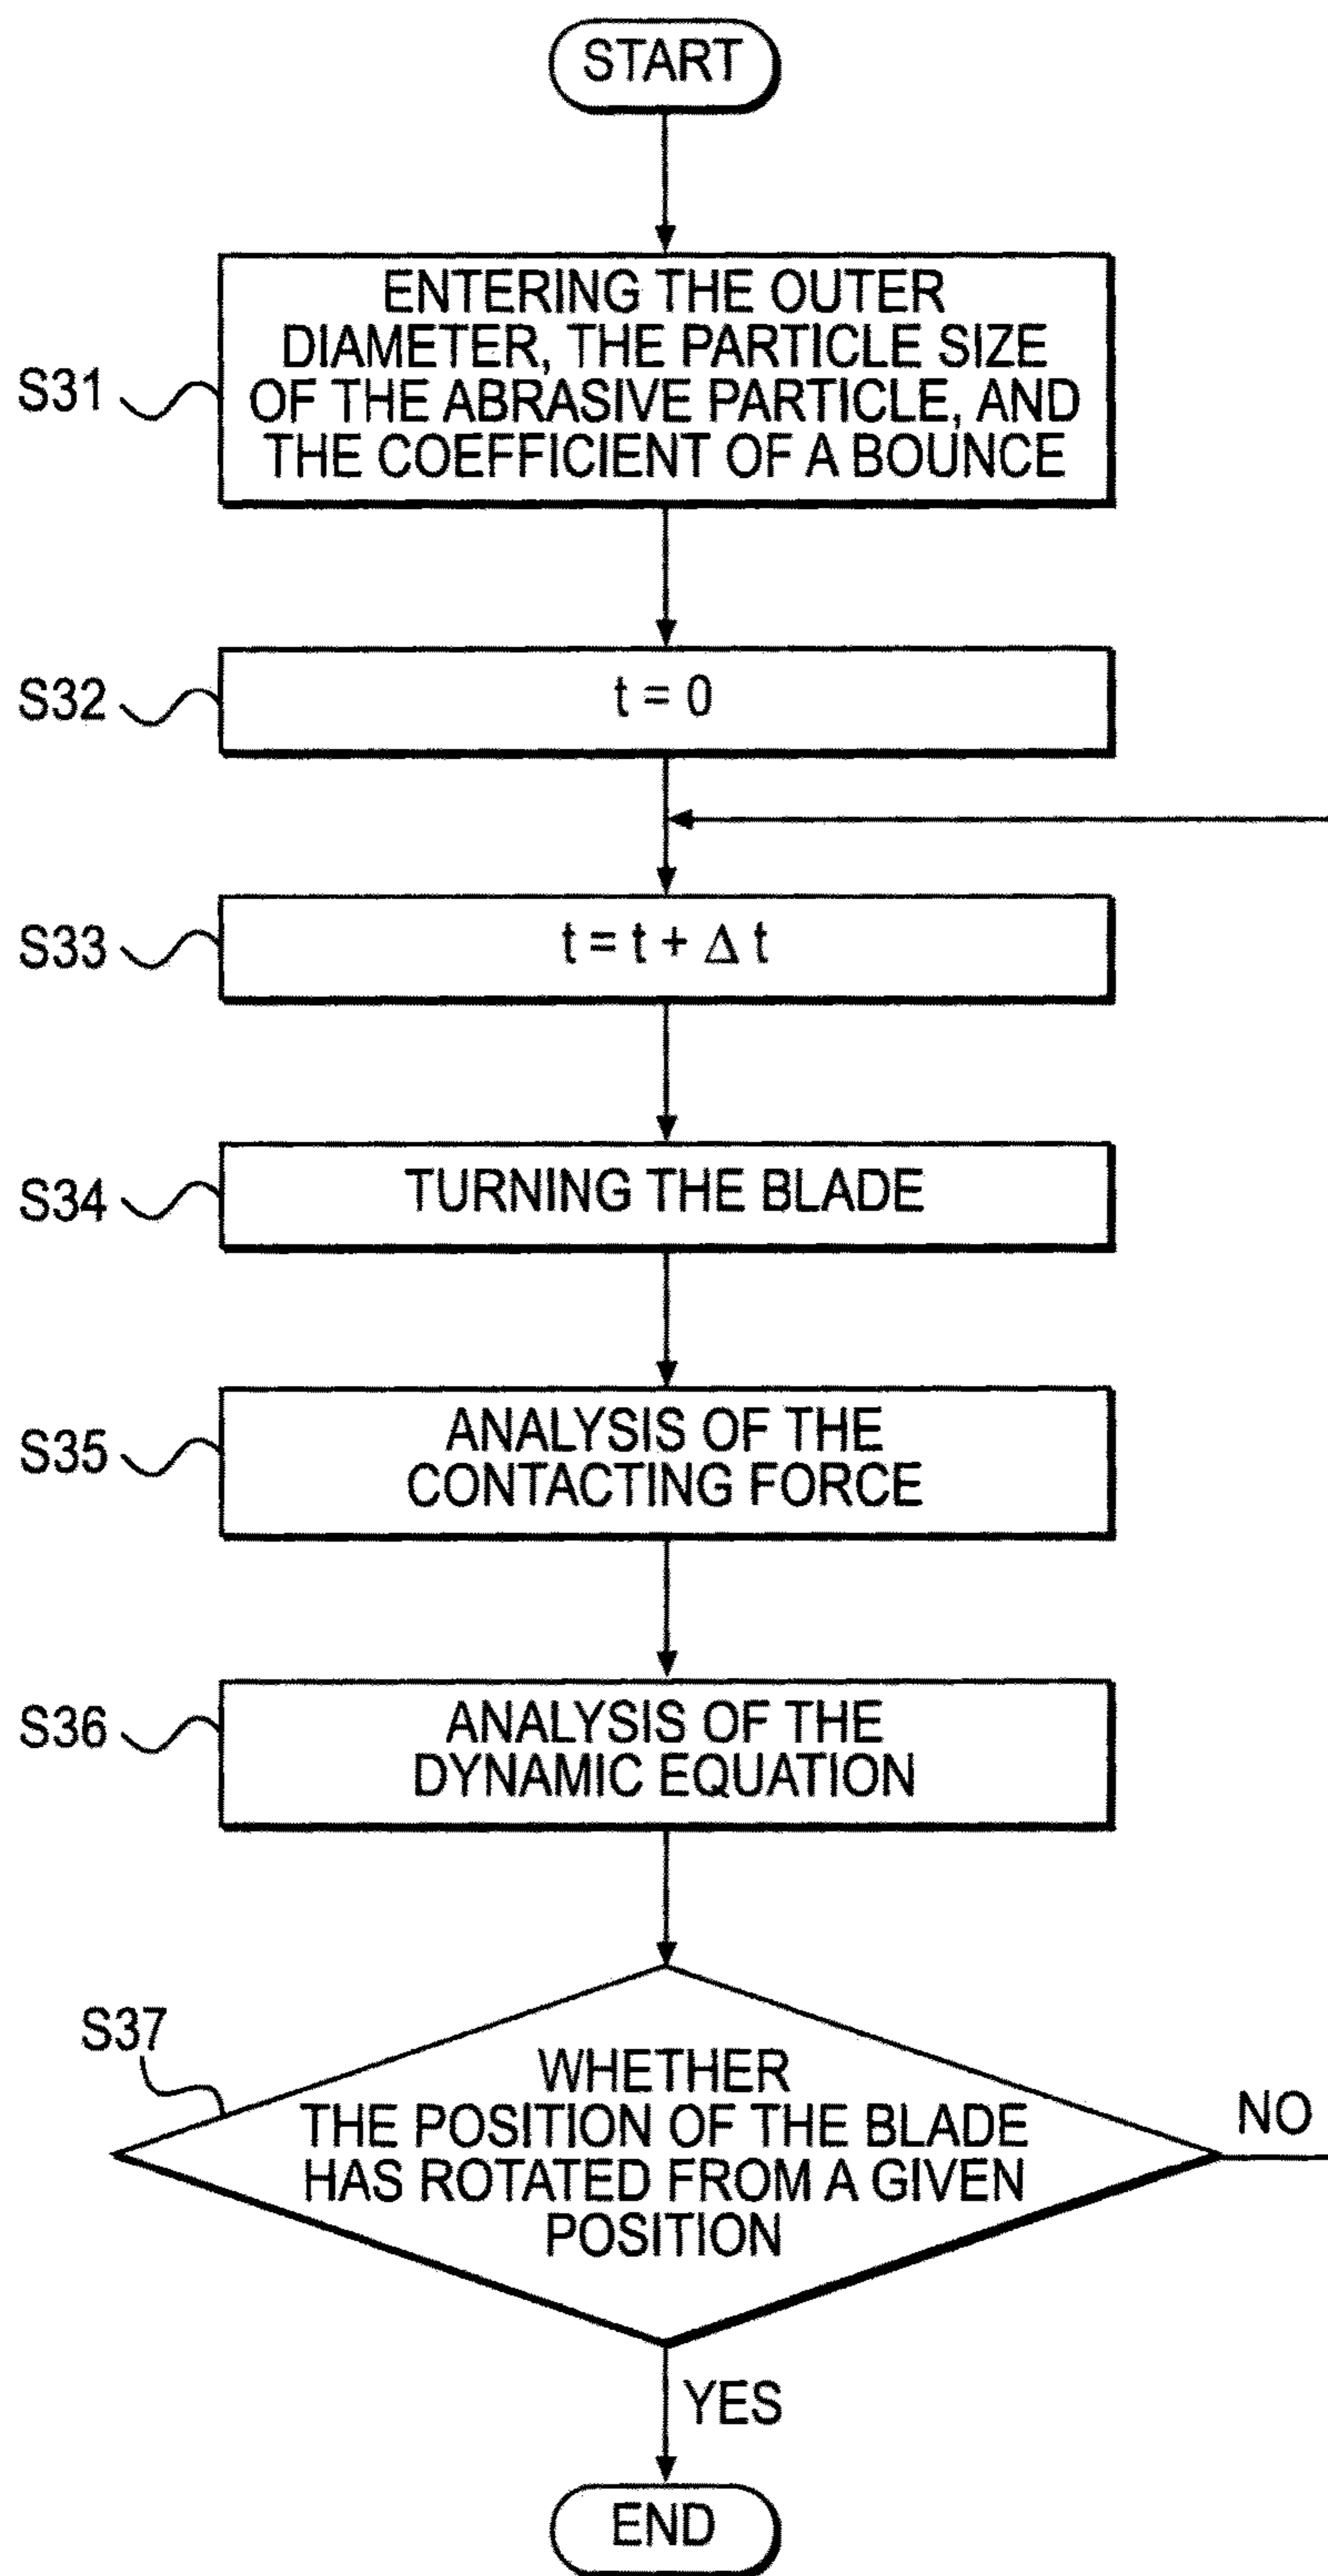 START
S31
ENTERING THE OUTER
DIAMETER, THE PARTICLE SIZE
OF THE ABRASIVE PARTICLE, AND
THE COEFFICIENT OF A BOUNCE
S32
t = 0
S33
t = t + Δ t
S34
TURNING THE BLADE
S35
ANALYSIS OF THE
CONTACTING FORCE
S36
ANALYSIS OF THE
DYNAMIC EQUATION
S37
WHETHER
THE POSITION OF THE BLADE
HAS ROTATED FROM A GIVEN
POSITION
NO
YES
END